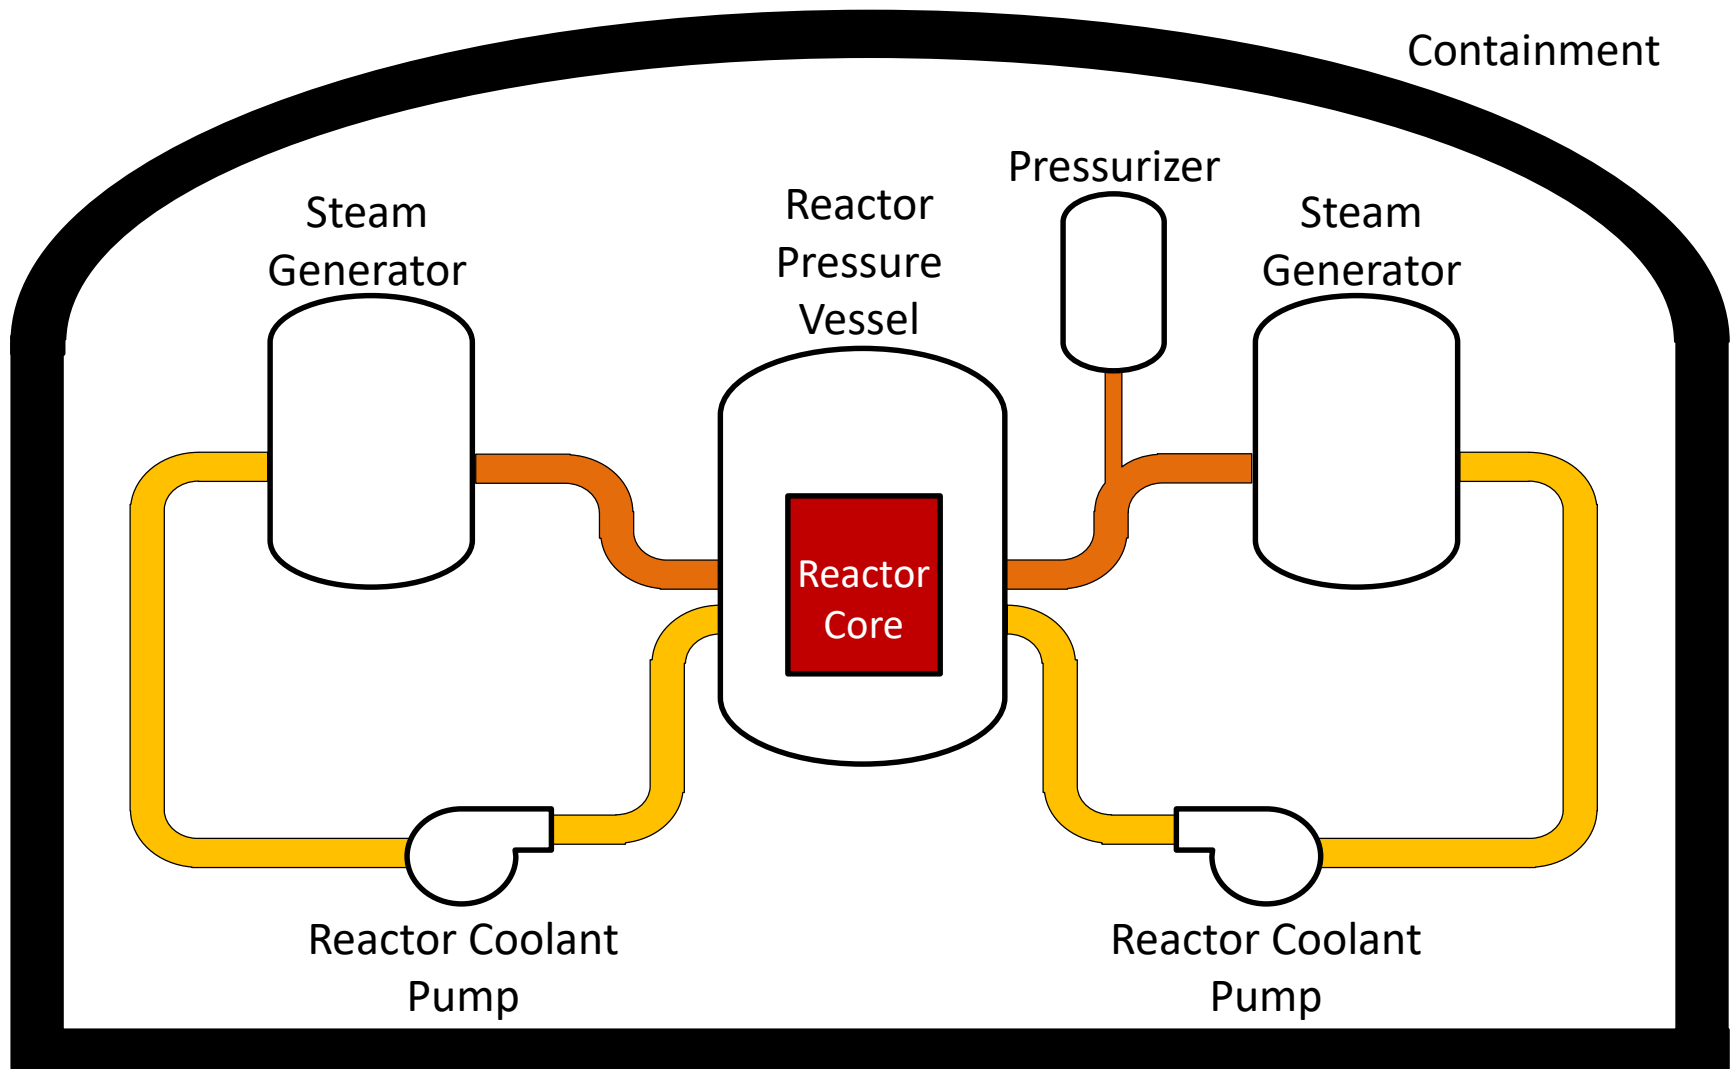 Containment
Pressurizer
Steam
Generator
Reactor
Pressure
Vessel
Steam
Generator
Reactor
Core
Reactor Coolant
Pump
Reactor Coolant
Pump